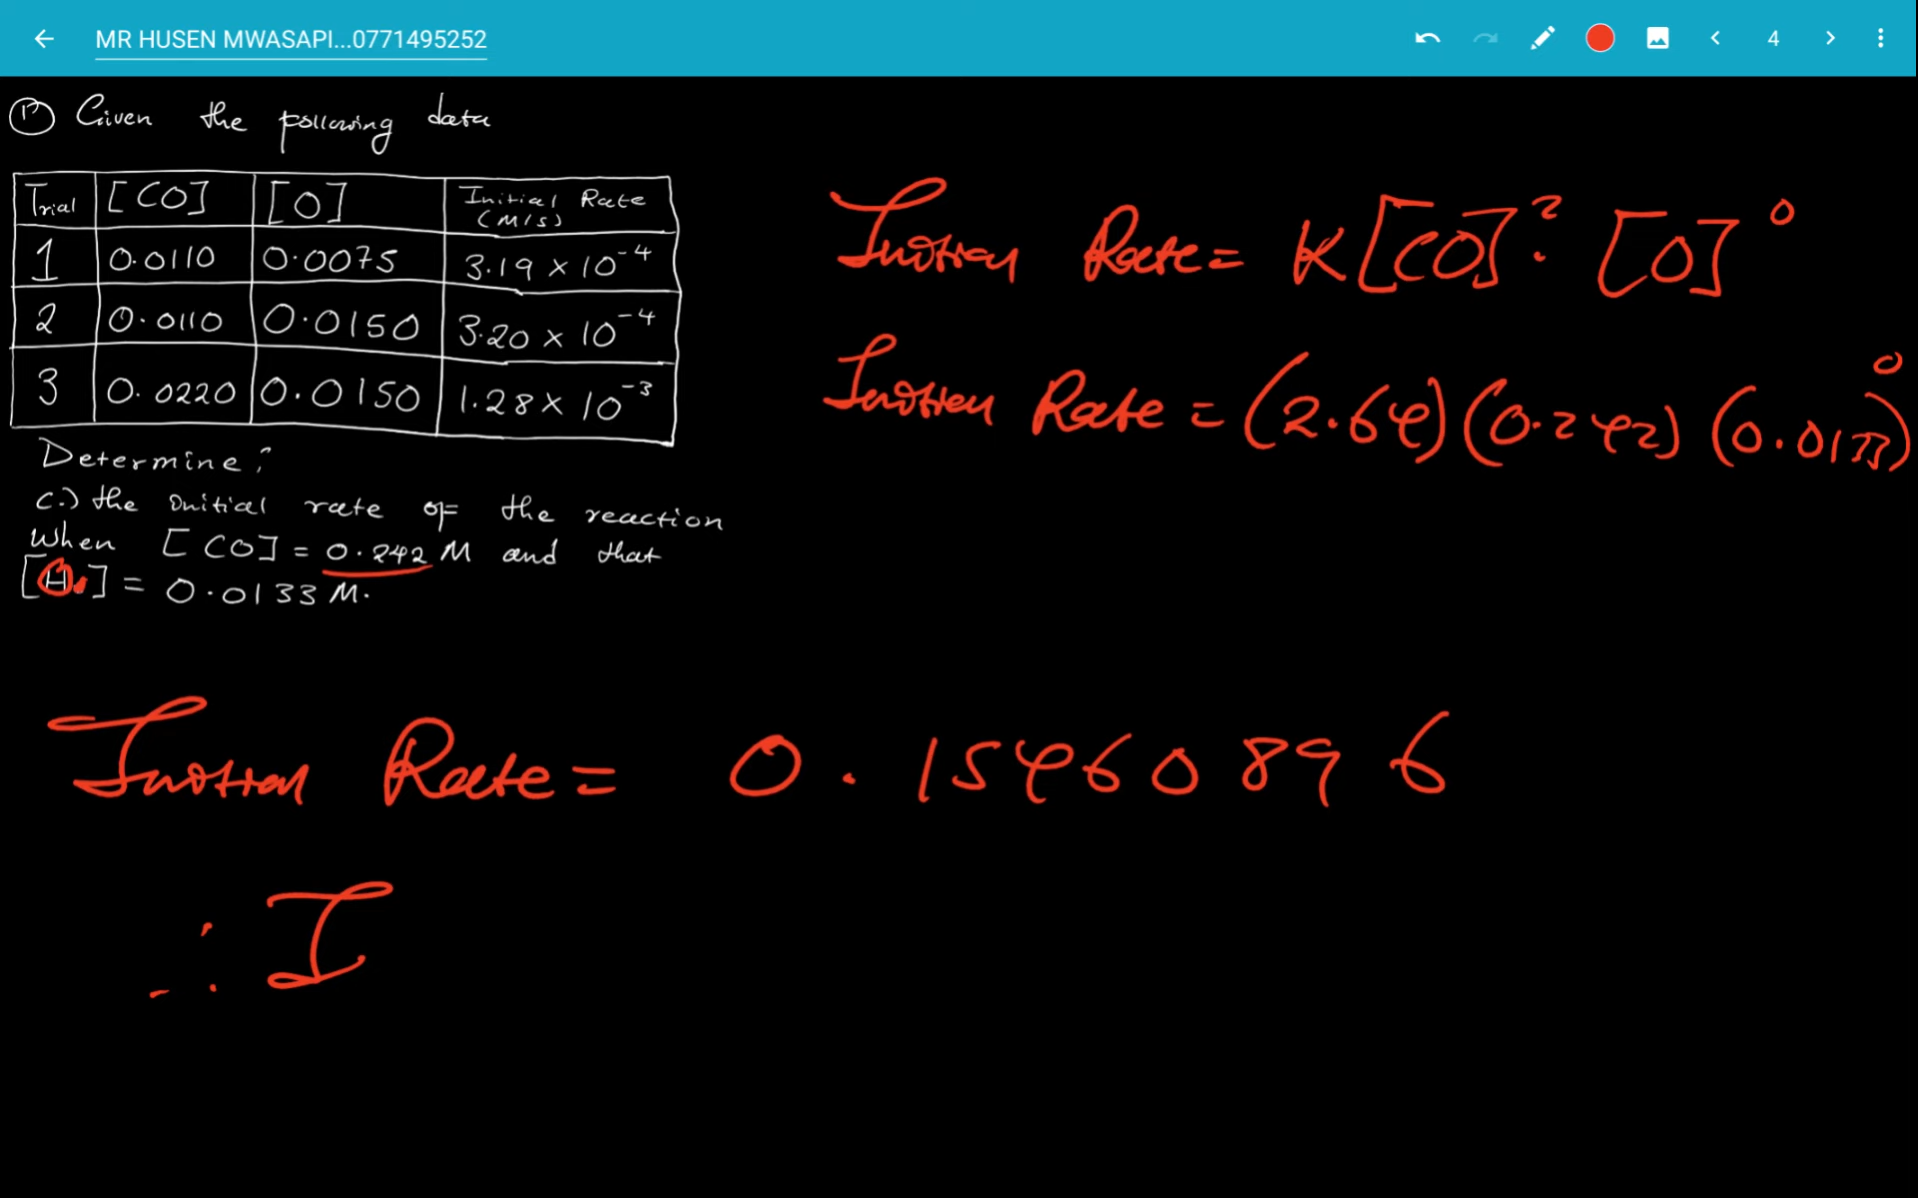 MR HUSEN MWASAPI...0771495252
4
① Given the following data
Trial [CO] [O] Initial Rate (M/s)
1 0.0110 0.0075 3.19 × 10⁻⁴
2 0.0110 0.0150 3.20 × 10⁻⁴
3 0.0220 0.0150 1.28 × 10⁻³
Determine;
c.) the initial rate of the reaction
when [CO] = 0.242 M and that
[O] = 0.0133 M.
Initial Rate = K[CO]² [O]⁰
Initial Rate = (2.64)(0.242)(0.0133)⁰
Initial Rate = 0.15460896
∴ I